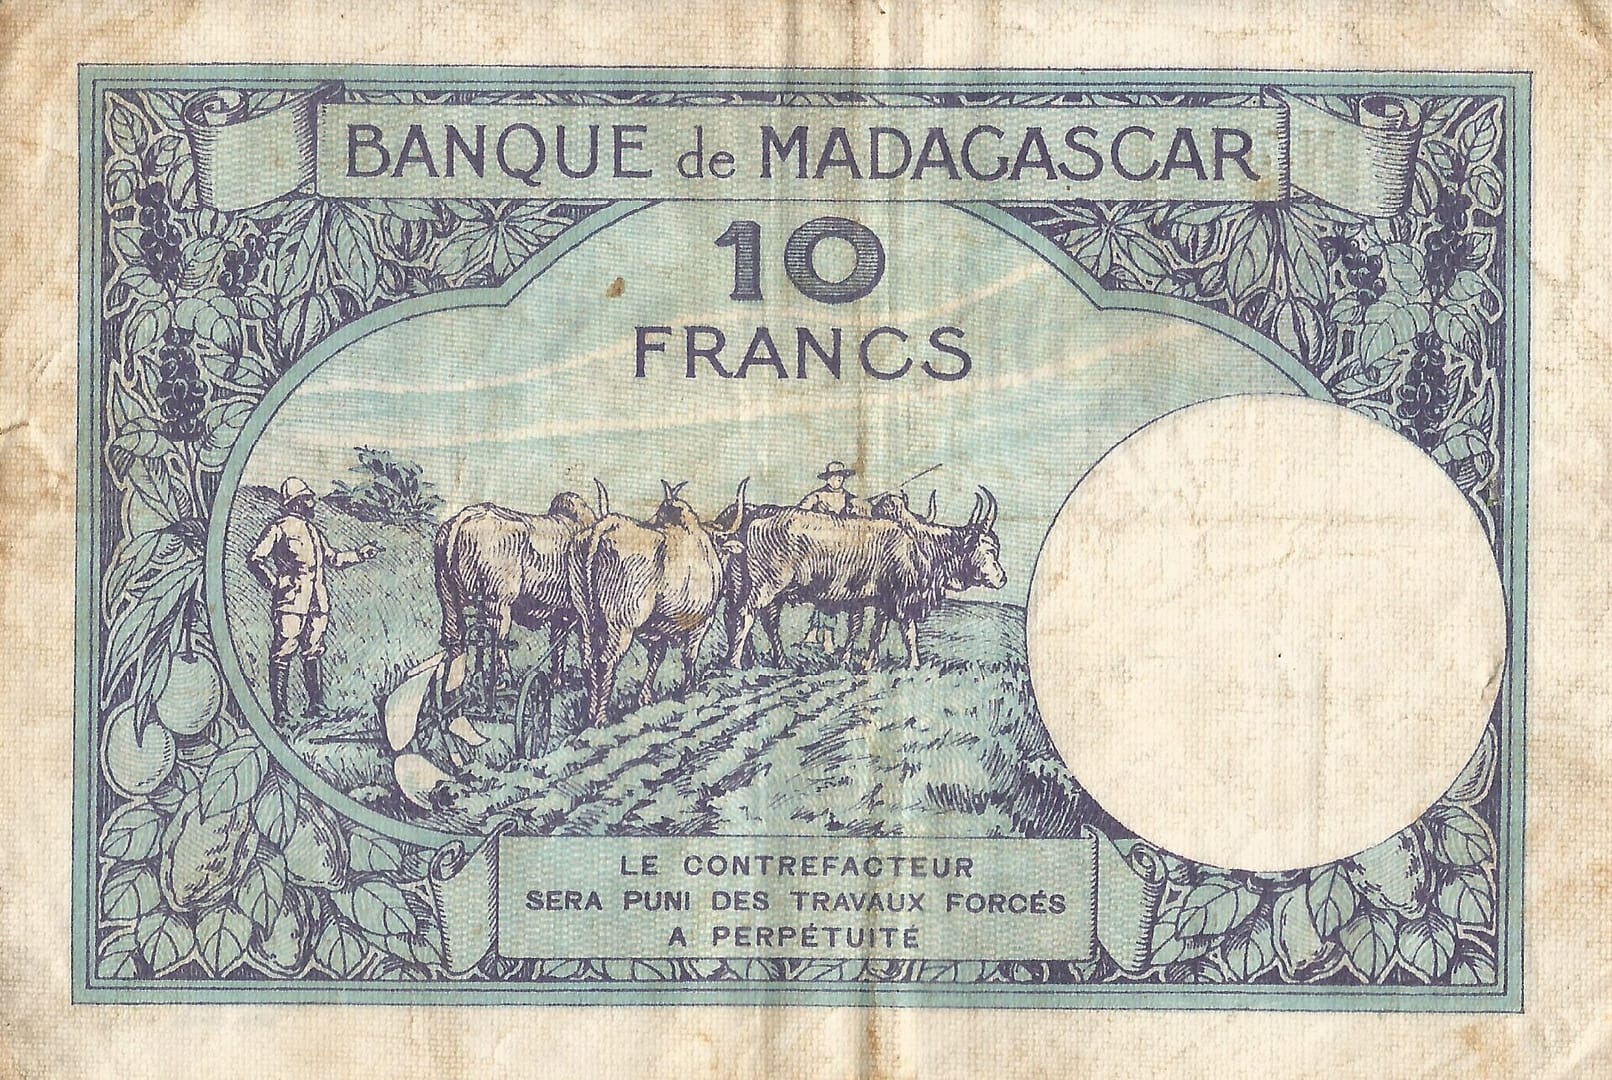 BANQUE de MADAGASCAR
10
FRANCS
LE CONTREFACTEUR
SERA PUNI DES TRAVAUX FORCÉS
A PERPÉTUITÉ